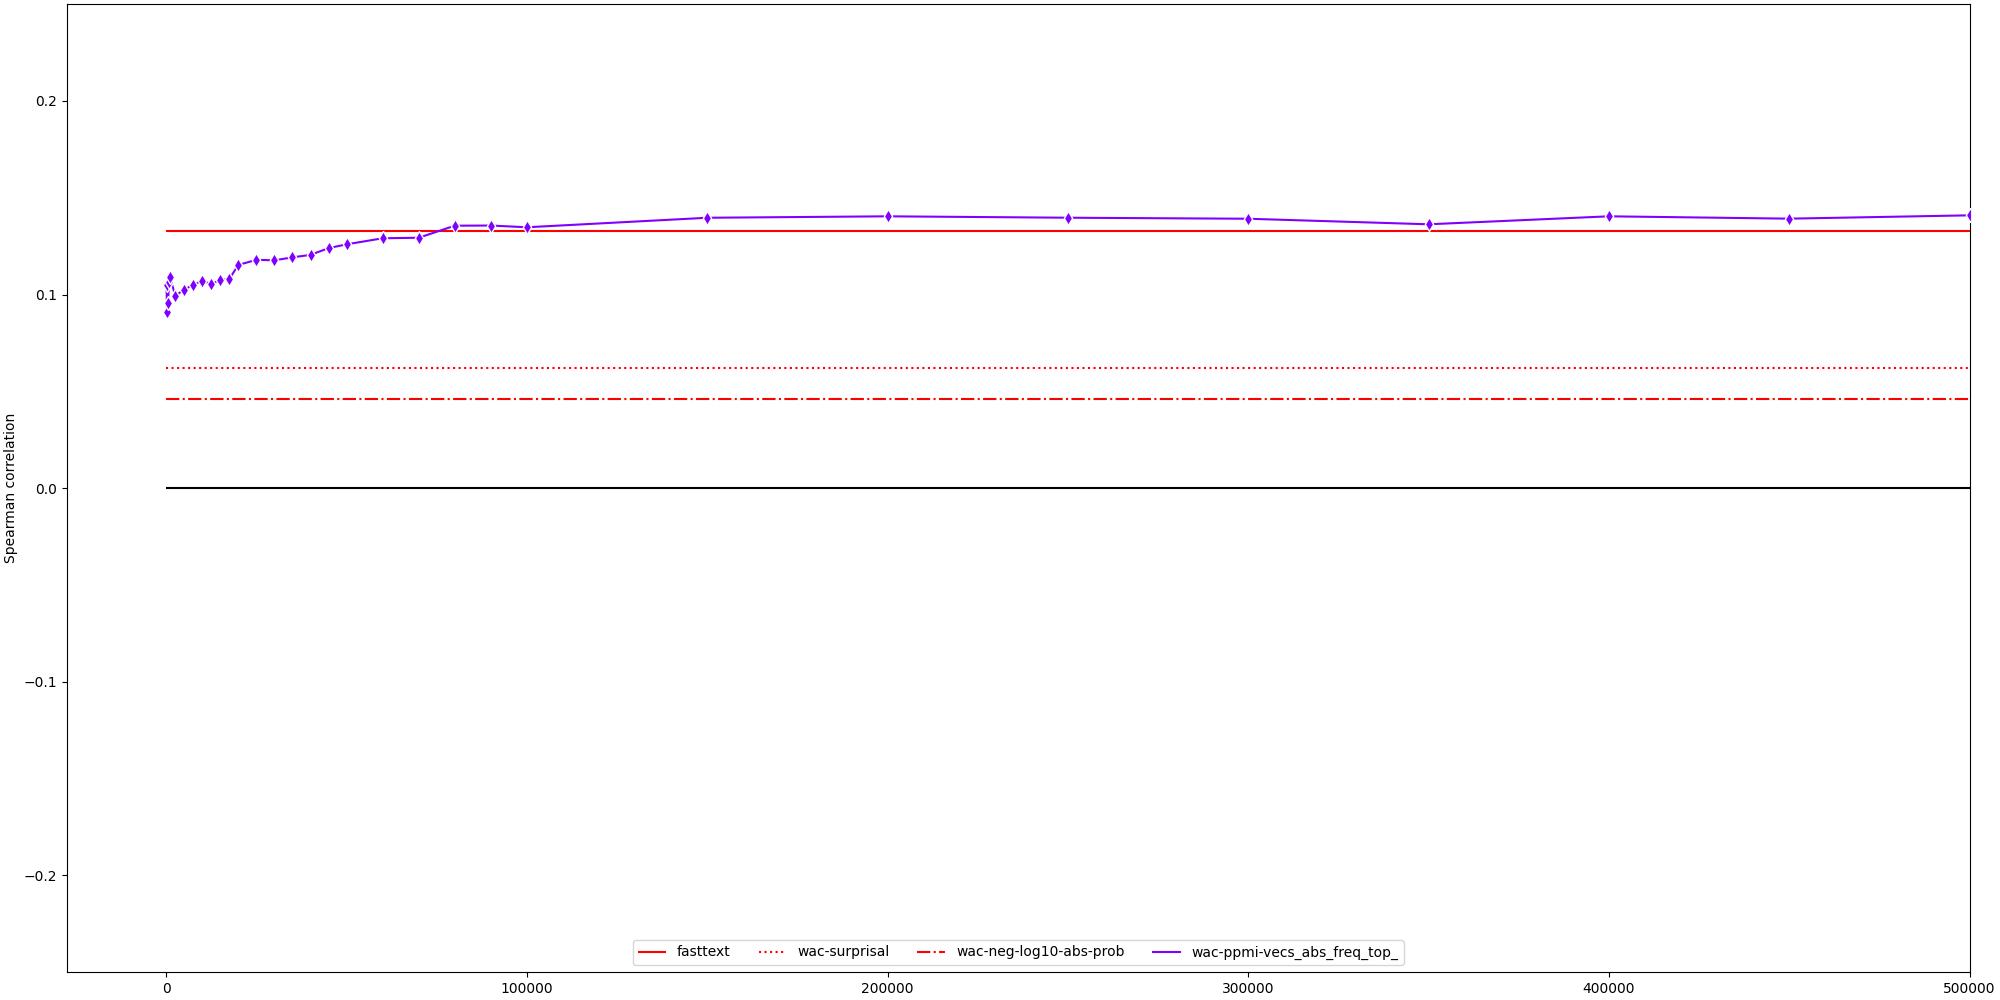 0.2
0.1
0.0
−0.1
−0.2
Spearman correlation
fasttext wac-surprisal wac-neg-log10-abs-prob wac-ppmi-vecs_abs_freq_top_
0 100000 200000 300000 400000 500000